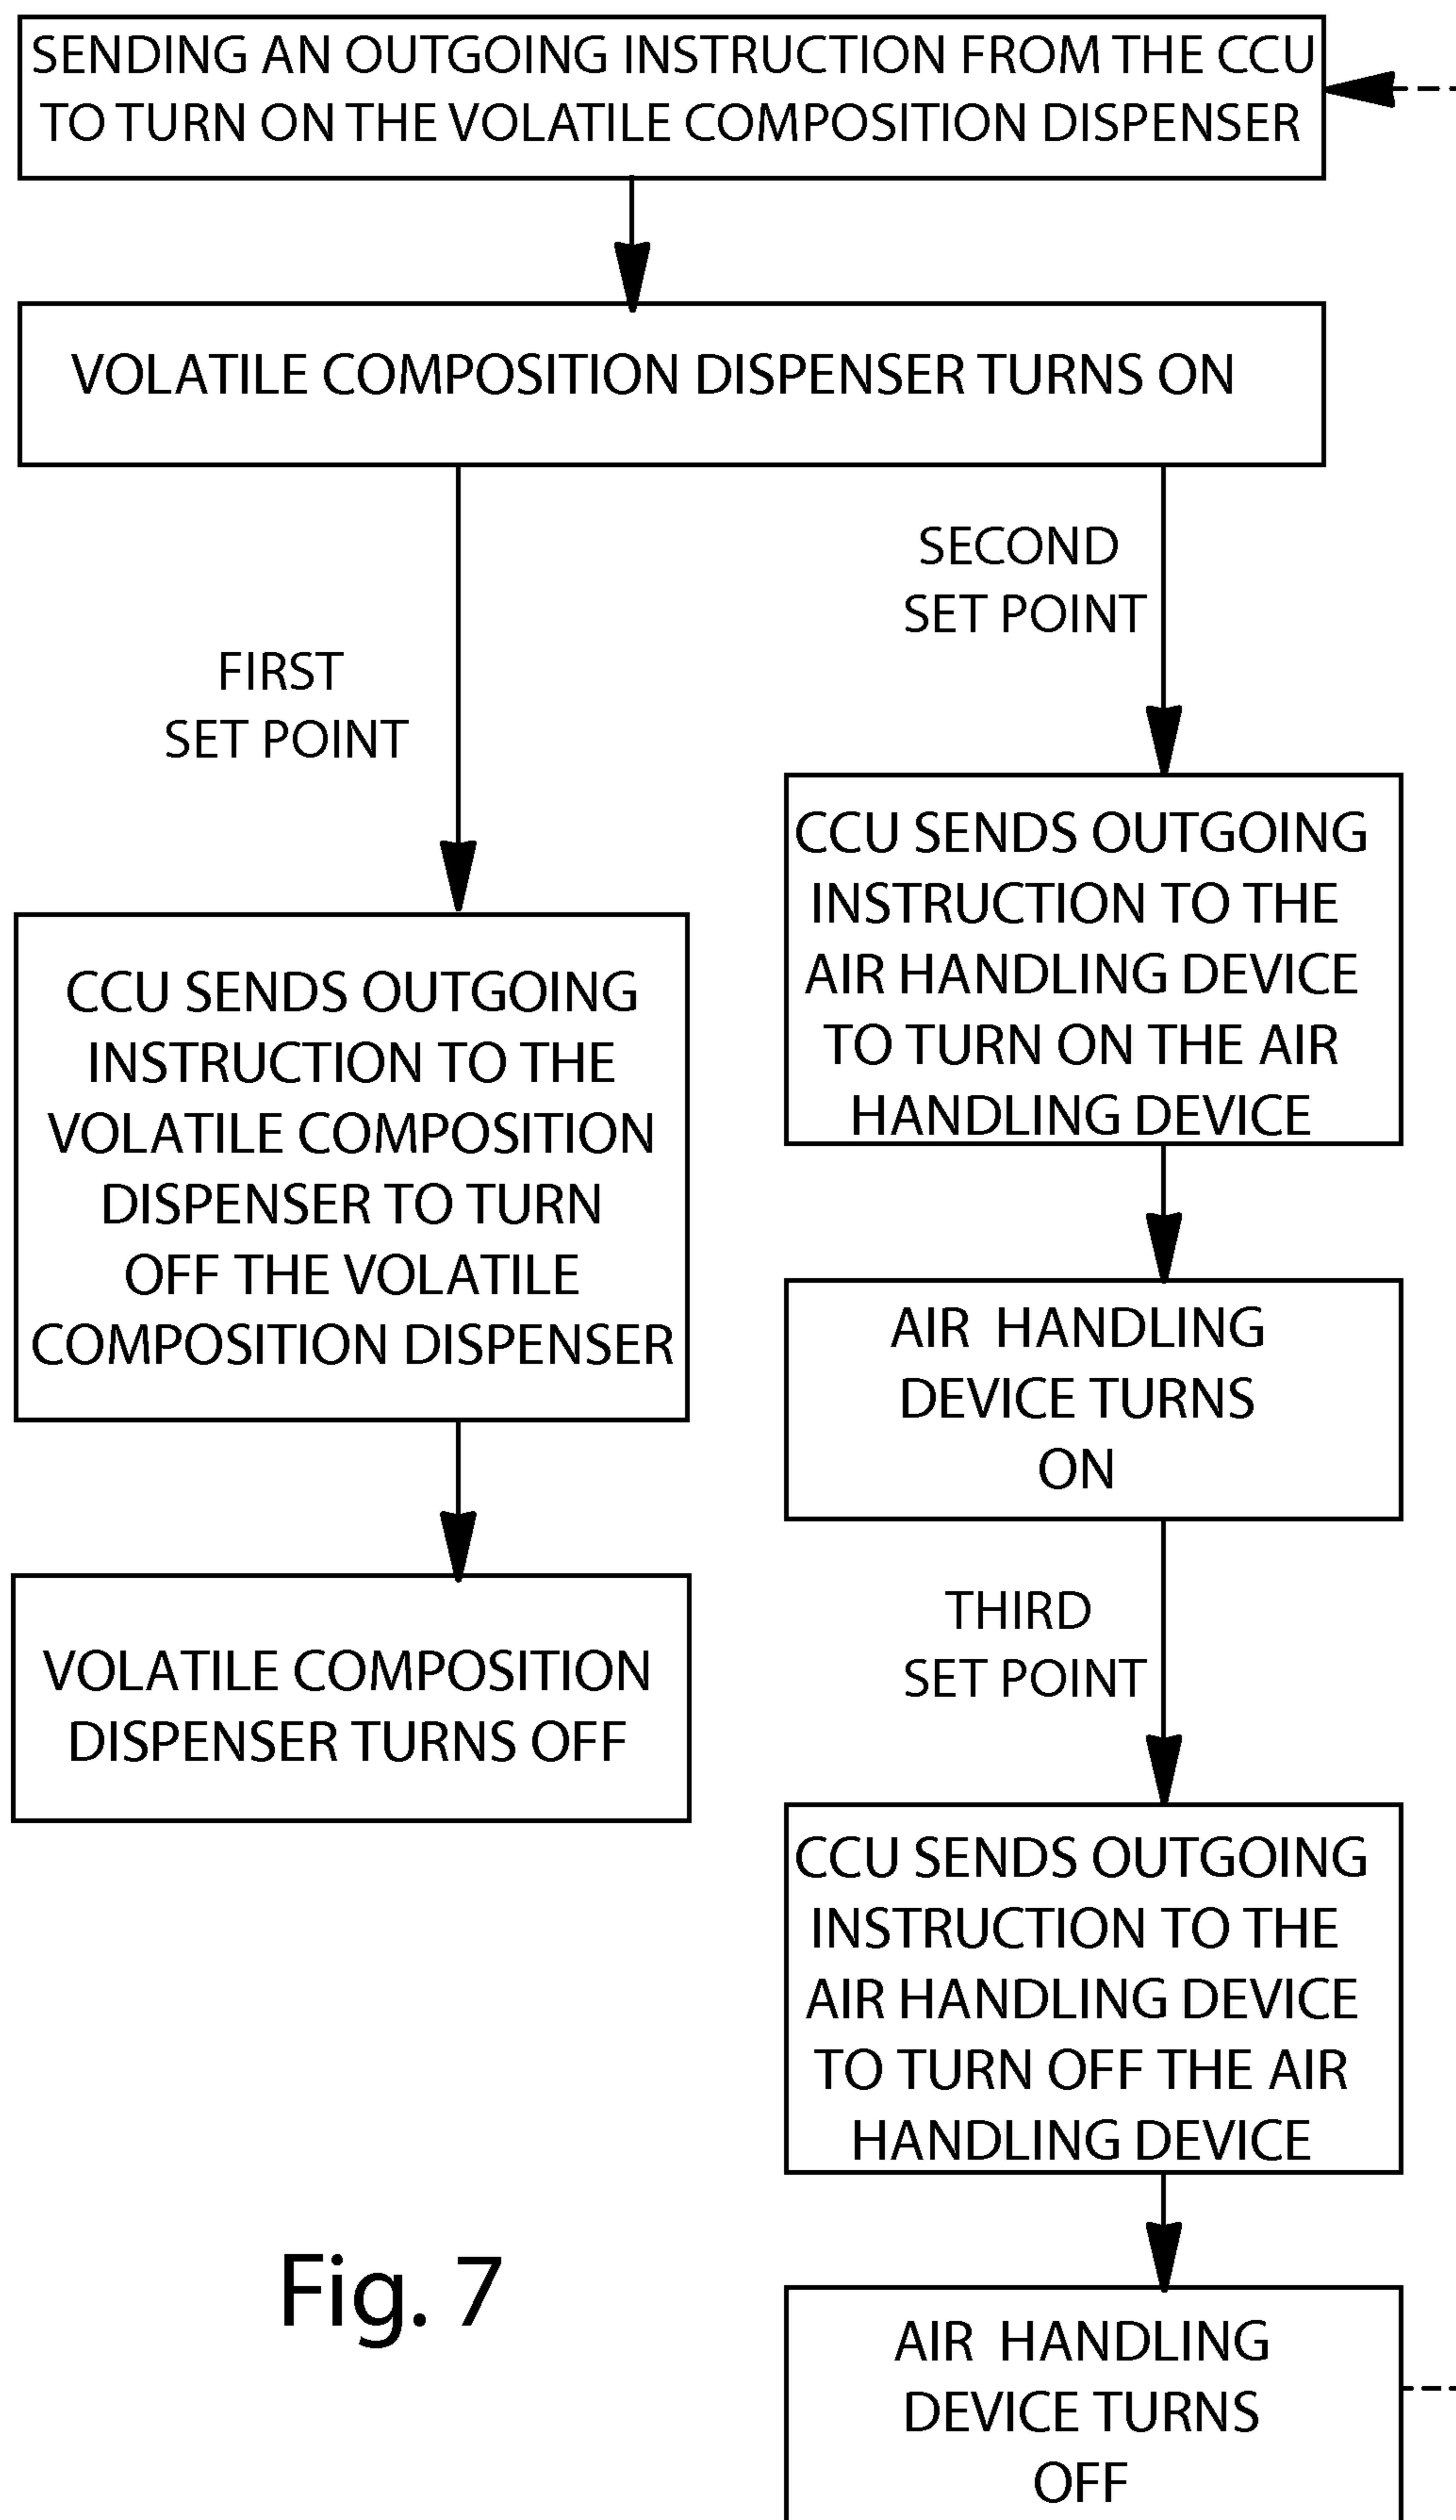 SENDING AN OUTGOING INSTRUCTION FROM THE CCU
TO TURN ON THE VOLATILE COMPOSITION DISPENSER
VOLATILE COMPOSITION DISPENSER TURNS ON
FIRST
SET POINT
CCU SENDS OUTGOING
INSTRUCTION TO THE
VOLATILE COMPOSITION
DISPENSER TO TURN
OFF THE VOLATILE
COMPOSITION DISPENSER
VOLATILE COMPOSITION
DISPENSER TURNS OFF
SECOND
SET POINT
CCU SENDS OUTGOING
INSTRUCTION TO THE
AIR HANDLING DEVICE
TO TURN ON THE AIR
HANDLING DEVICE
AIR HANDLING
DEVICE TURNS
ON
THIRD
SET POINT
CCU SENDS OUTGOING
INSTRUCTION TO THE
AIR HANDLING DEVICE
TO TURN OFF THE AIR
HANDLING DEVICE
AIR HANDLING
DEVICE TURNS
OFF
Fig. 7